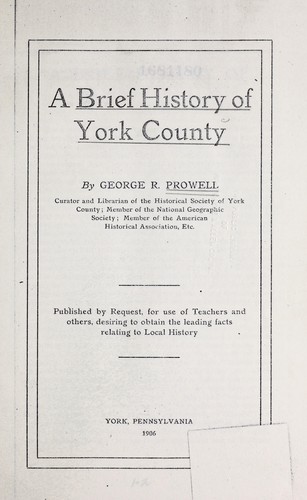 A Brief History of
York County
By GEORGE R. PROWELL
Curator and Librarian of the Historical Society of York
County; Member of the National Geographic
Society; Member of the American
Historical Association, Etc.
Published by Request, for use of Teachers and
others, desiring to obtain the leading facts
relating to Local History
YORK, PENNSYLVANIA
1906